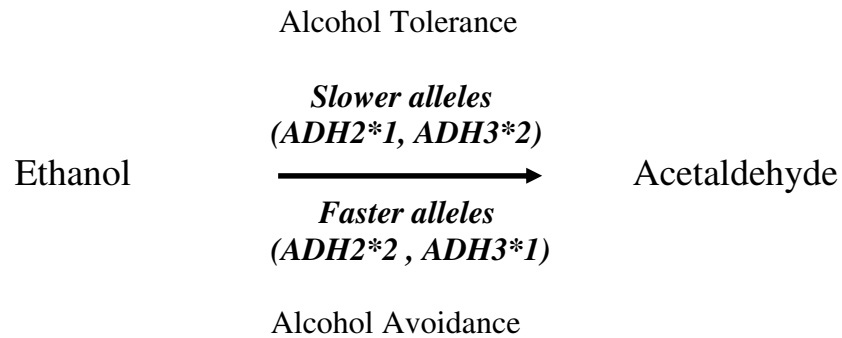 Alcohol Tolerance
Slower alleles
(ADH2*1, ADH3*2)
Ethanol
Acetaldehyde
Faster alleles
(ADH2*2 , ADH3*1)
Alcohol Avoidance